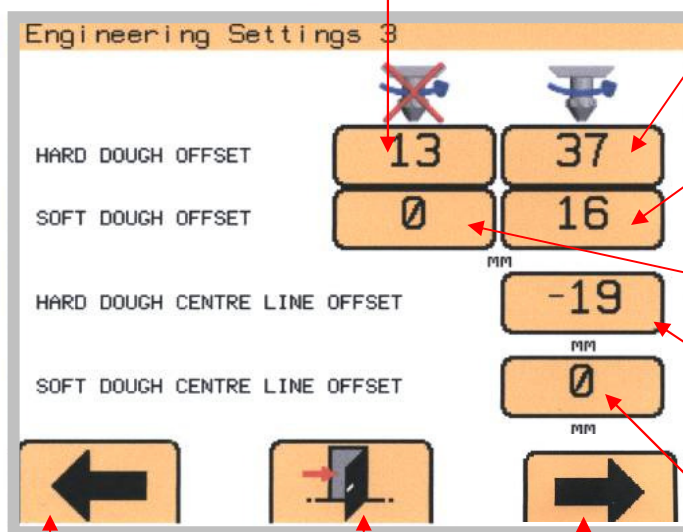 Engineering Settings 3
HARD DOUGH OFFSET 13 37
SOFT DOUGH OFFSET 0 16
MM
HARD DOUGH CENTRE LINE OFFSET -19
MM
SOFT DOUGH CENTRE LINE OFFSET 0
MM